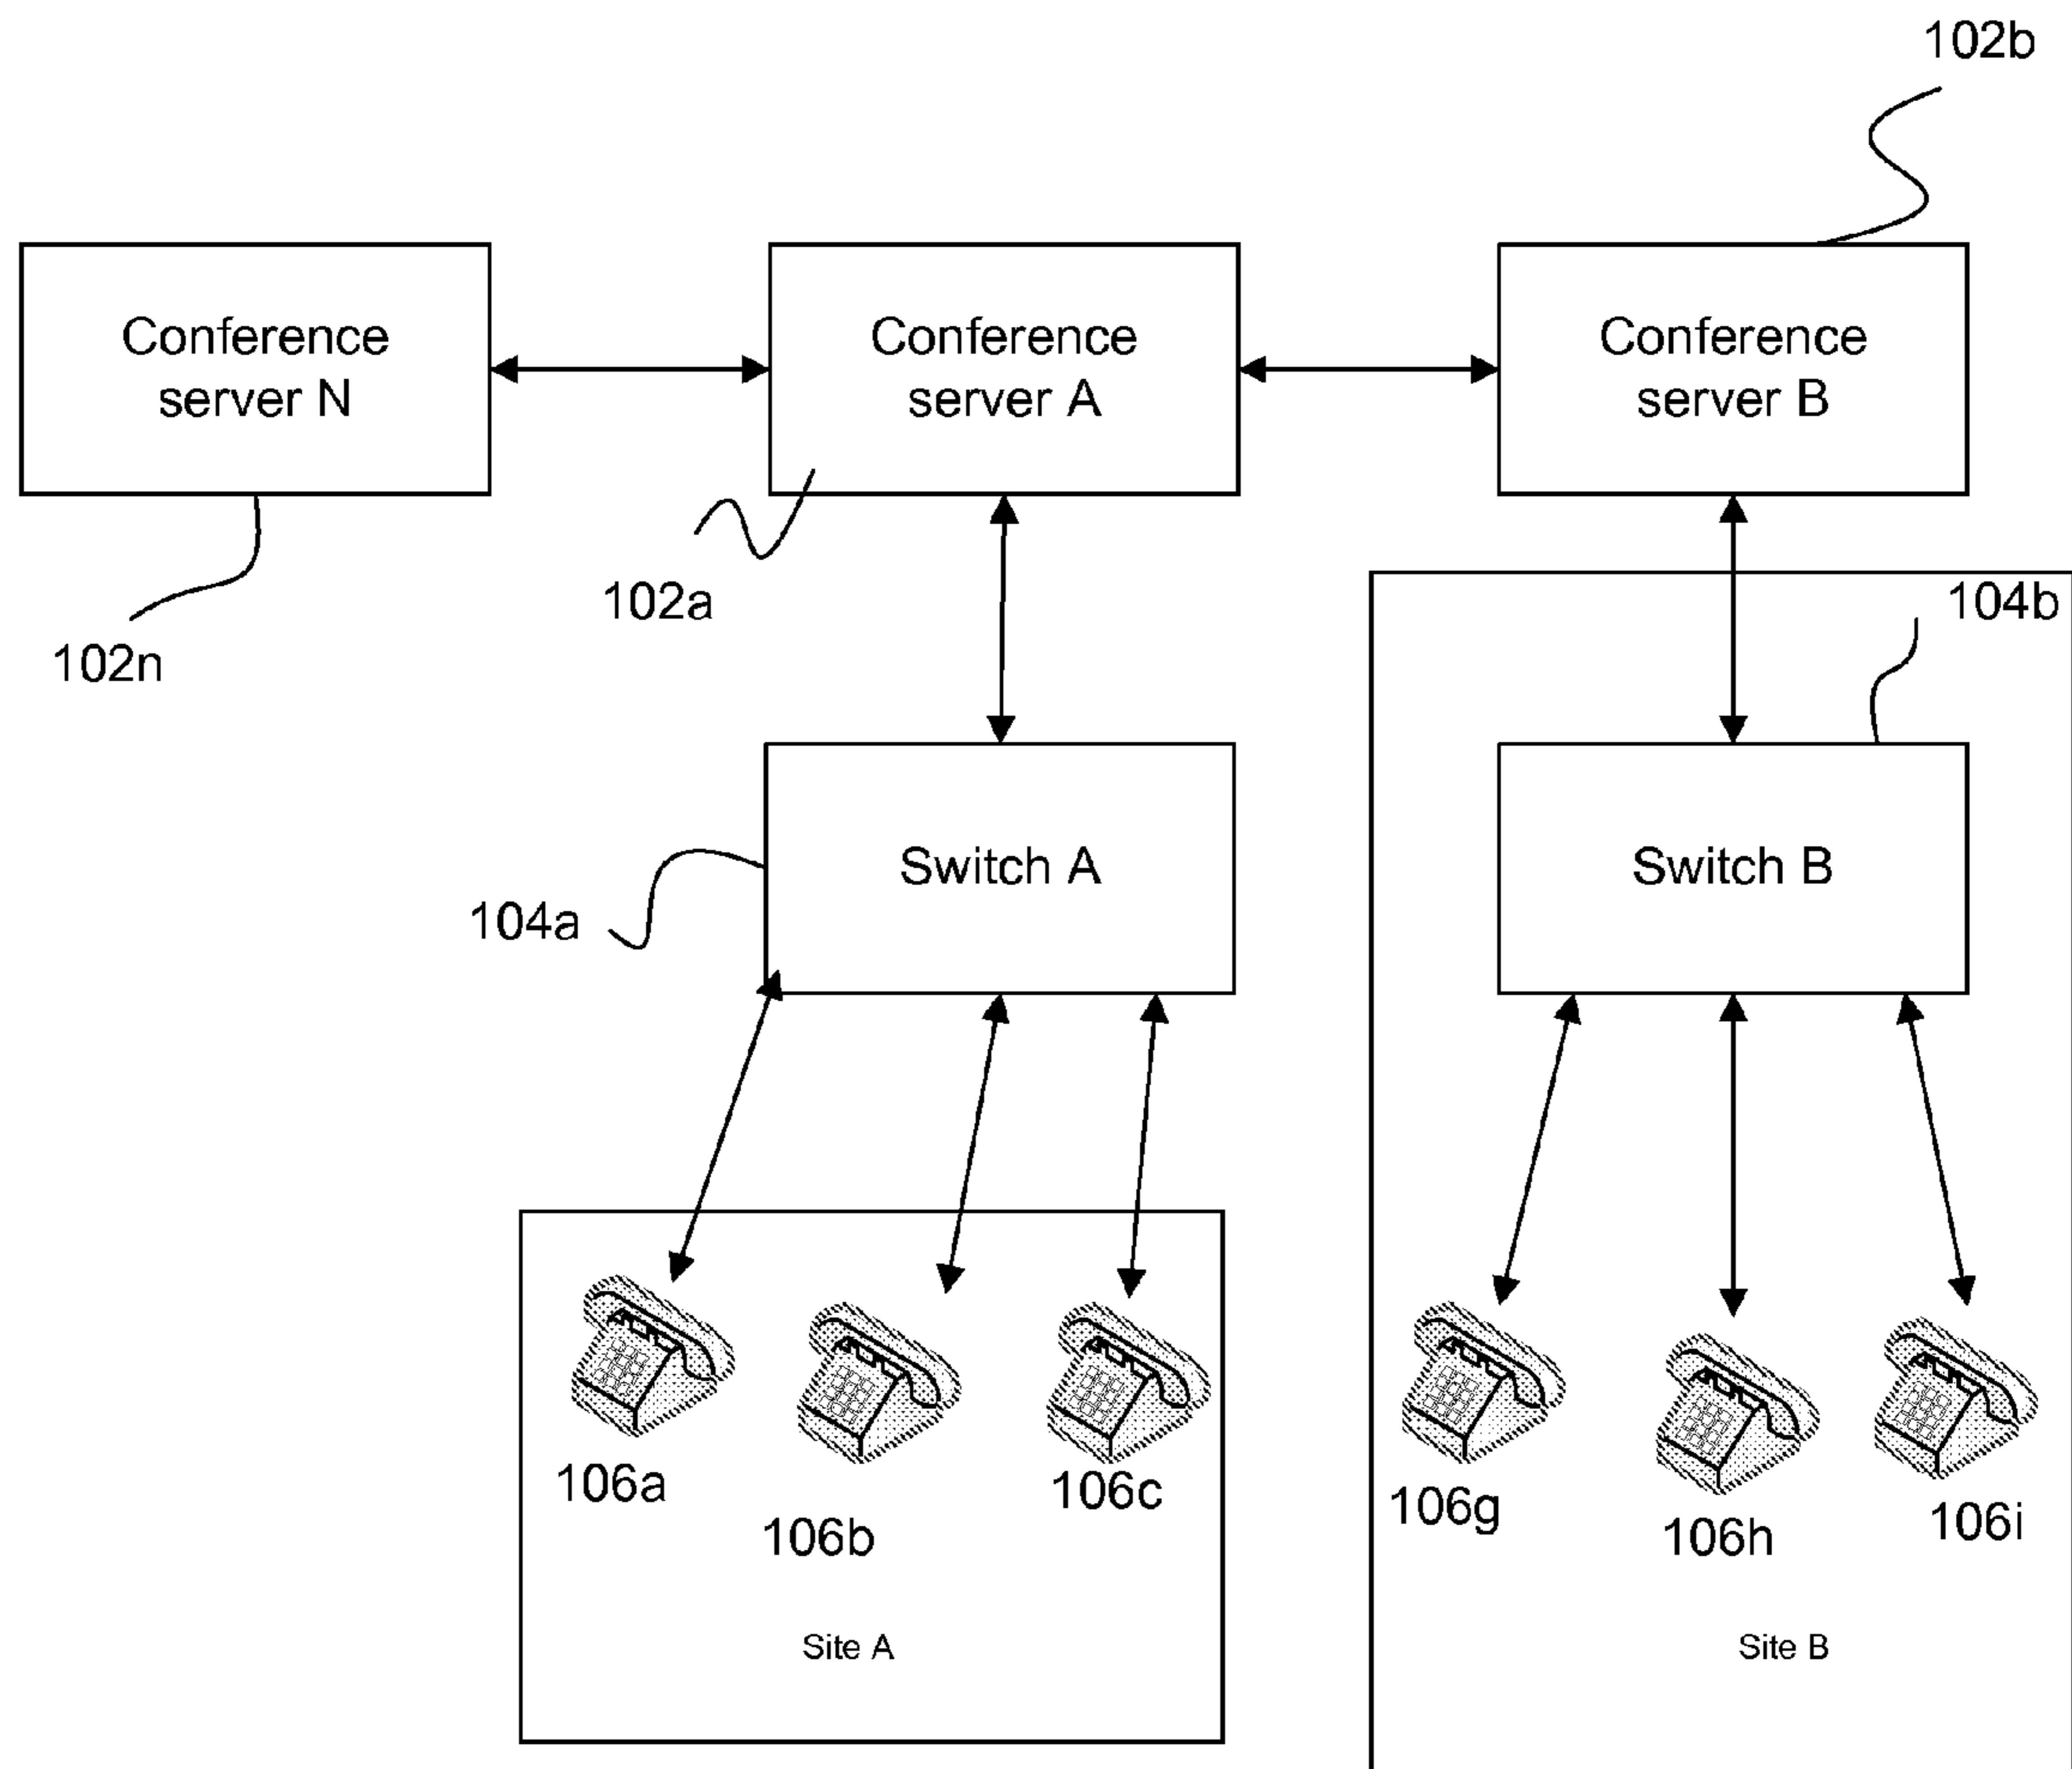 102b
Conference
server N
Conference
server A
Conference
server B
102n
102a
104b
Switch A
Switch B
104a
106a
106b
106c
106g
106h
106i
Site A
Site B